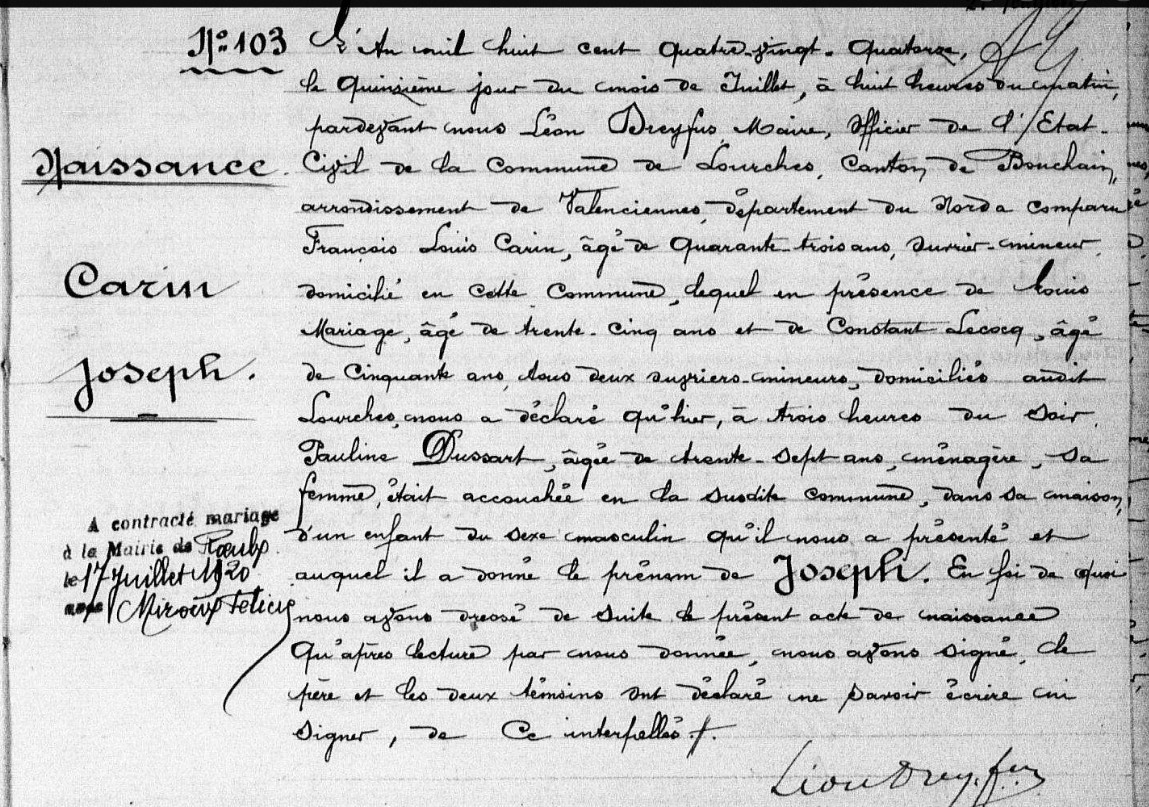 N° 103
Naissance.
Carin
Joseph.
A contracté mariage
à la Mairie de Rœulx
le 17 Juillet 1920
avec Miroux Félicie
L'An mil huit cent quatre-vingt-quatorze,
le quinzième jour du mois de Juillet, à huit heures du matin,
pardevant nous Léon Dreyfus Maire, Officier de l'Etat-
Civil de la Commune de Lourches, Canton de Bouchain,
arrondissement de Valenciennes, département du Nord a comparu
François Louis Carin, âgé de quarante-trois ans, ouvrier-mineur,
domicilié en cette commune, lequel en présence de Louis
Mariage, âgé de trente-cinq ans et de Constant Lecocq, âgé
de cinquante ans, tous deux ouvriers-mineurs, domiciliés audit
Lourches, nous a déclaré qu'hier, à trois heures du soir,
Pauline Dussart, âgée de trente-sept ans, ménagère, sa
femme, était accouchée en la susdite commune, dans sa maison,
d'un enfant du sexe masculin qu'il nous a présenté et
auquel il a donné le prénom de Joseph. En foi de quoi
nous avons dressé de suite le présent acte de naissance
qu'après lecture par nous donnée, nous avons signé, le
père et les deux témoins ont déclaré ne savoir écrire ni
signer, de ce interpellés.
Léon Dreyfus